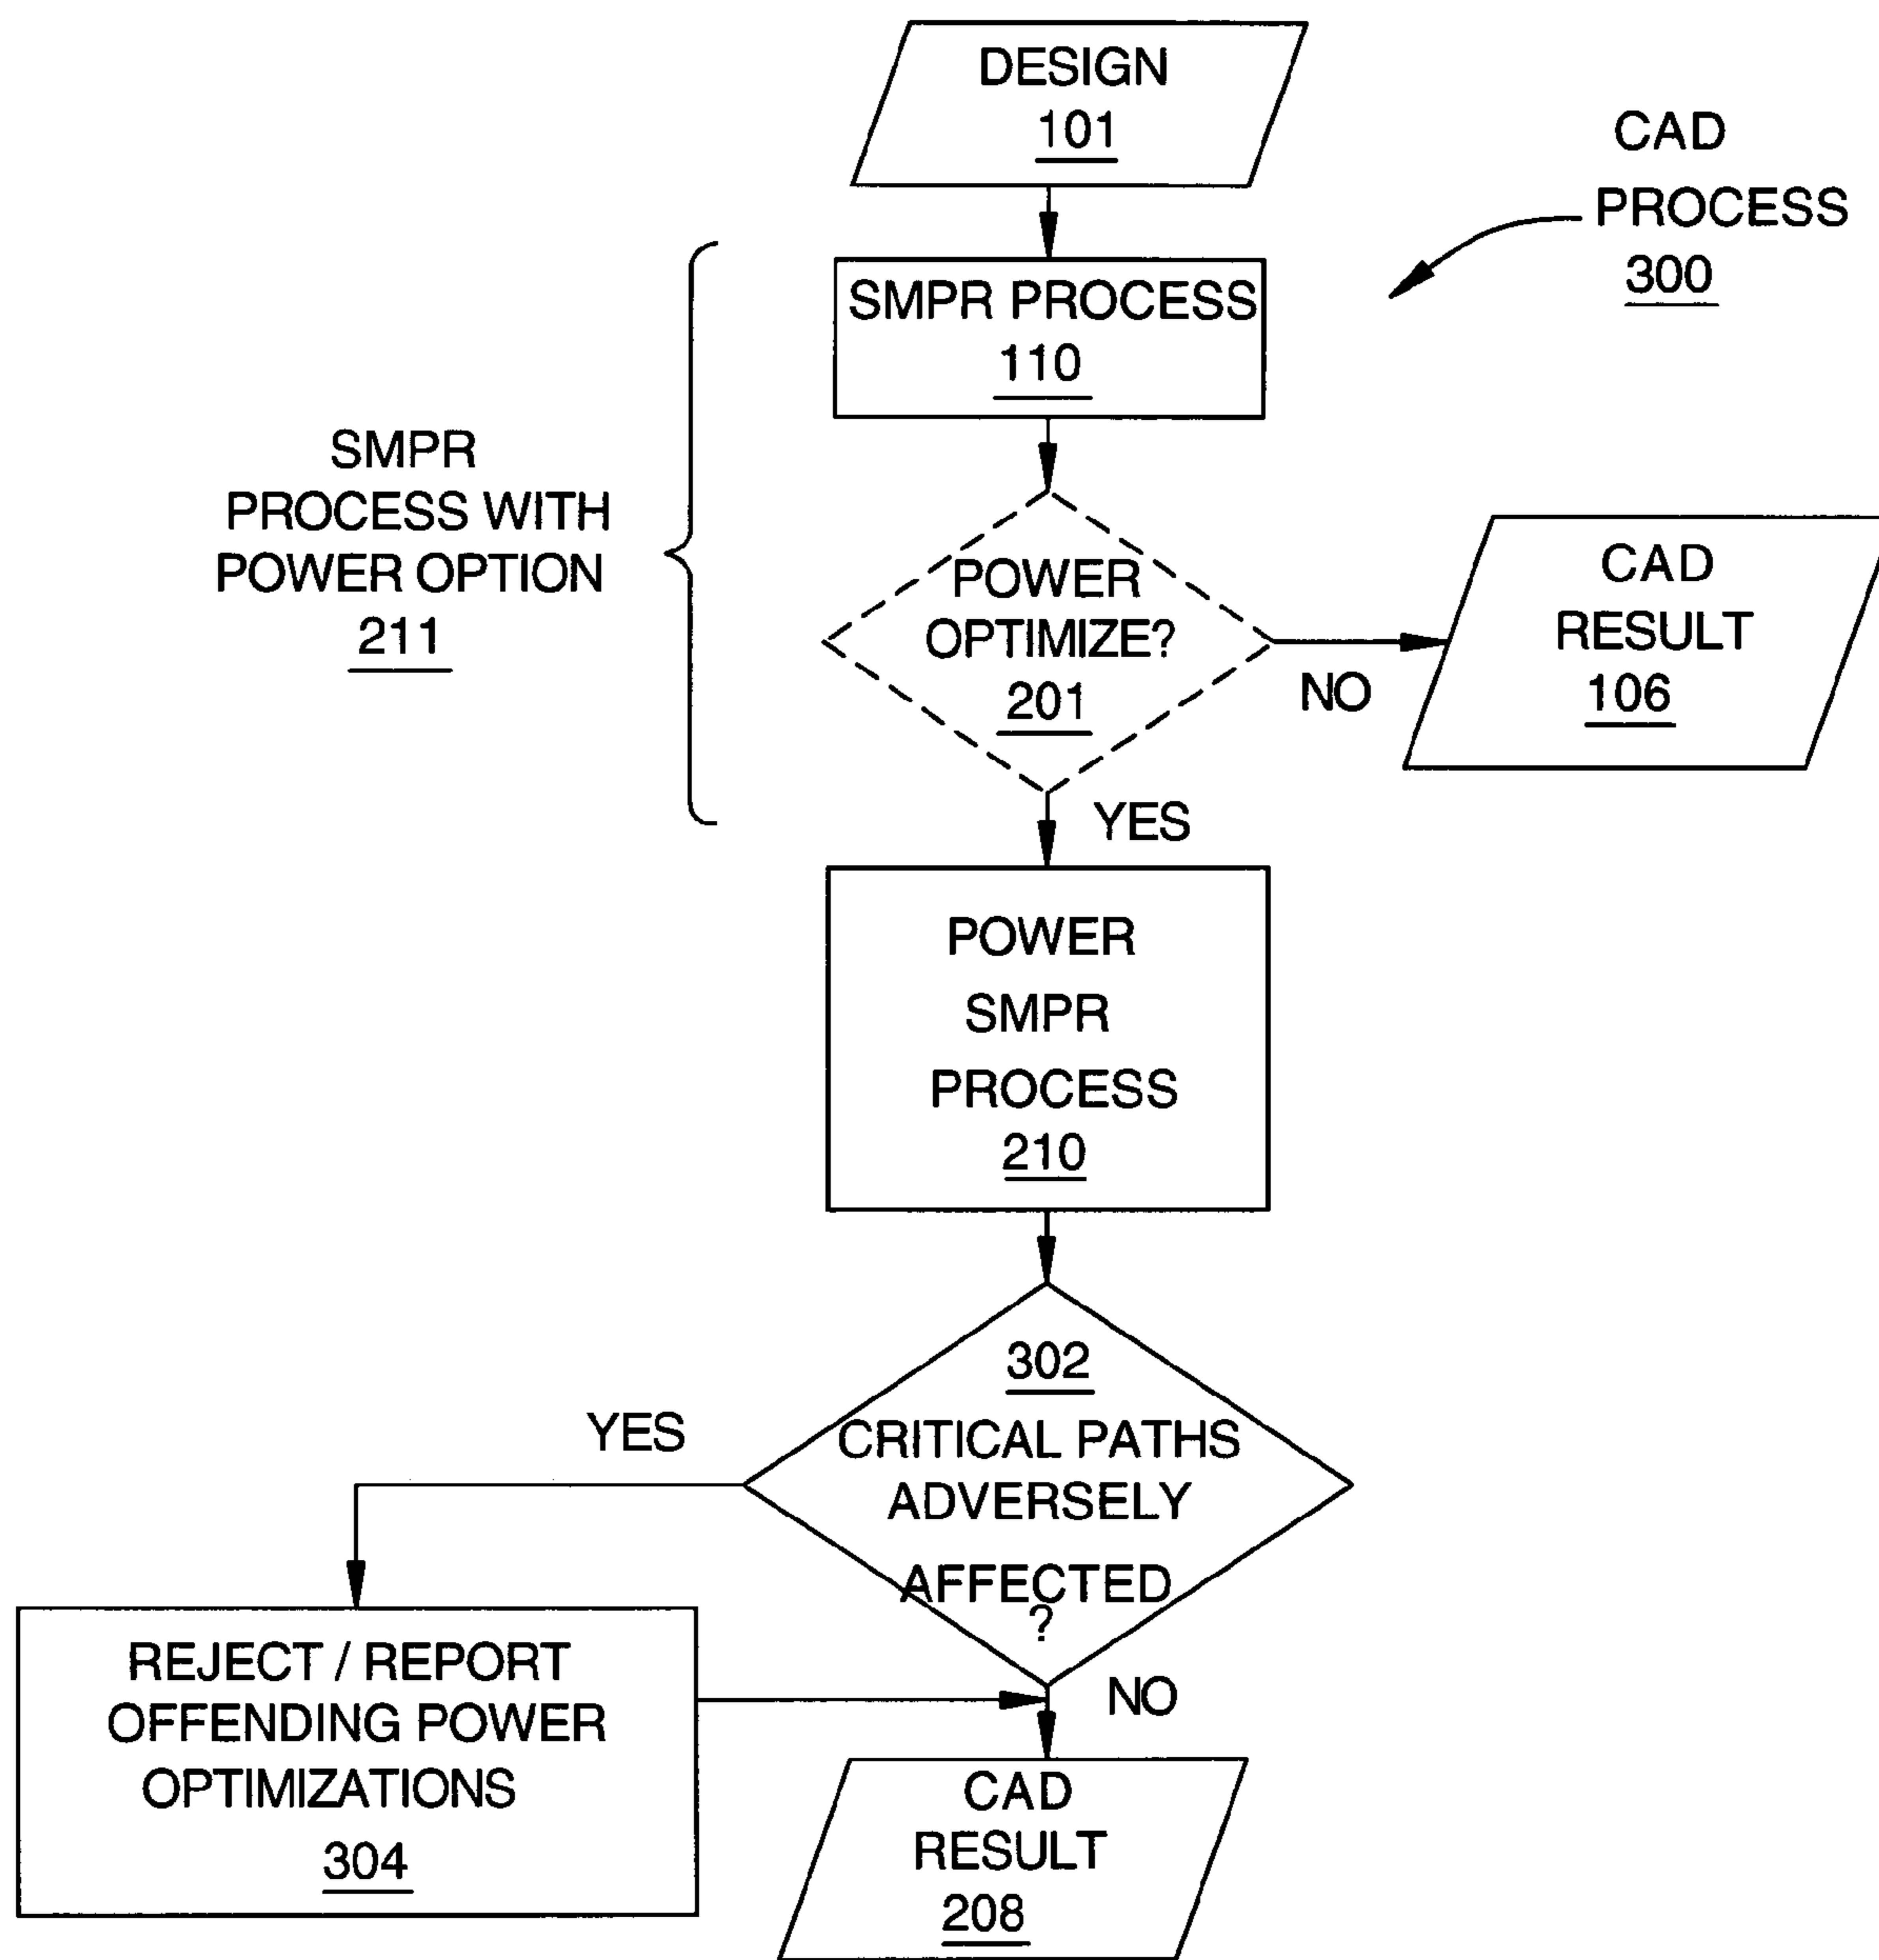 DESIGN
101
CAD
PROCESS
300
SMPR PROCESS
110
SMPR
PROCESS WITH
POWER OPTION
211
POWER
OPTIMIZE?
201
NO
CAD
RESULT
106
YES
POWER
SMPR
PROCESS
210
302
CRITICAL PATHS
ADVERSELY
AFFECTED
?
YES
NO
REJECT / REPORT
OFFENDING POWER
OPTIMIZATIONS
304
CAD
RESULT
208